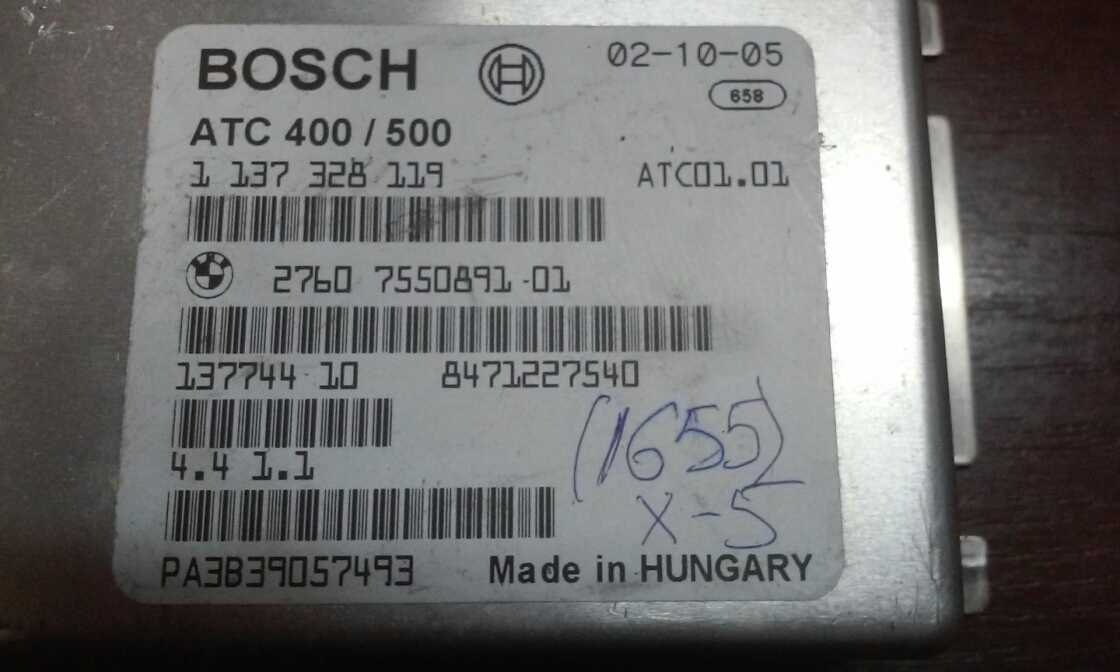 BOSCH 02-10-05
658
ATC 400 / 500
1 137 328 119 ATC01.01
2760 7550891-01
137744 10 8471227540
(1655)
4.4 1.1
X-5
PA3B39057493 Made in HUNGARY